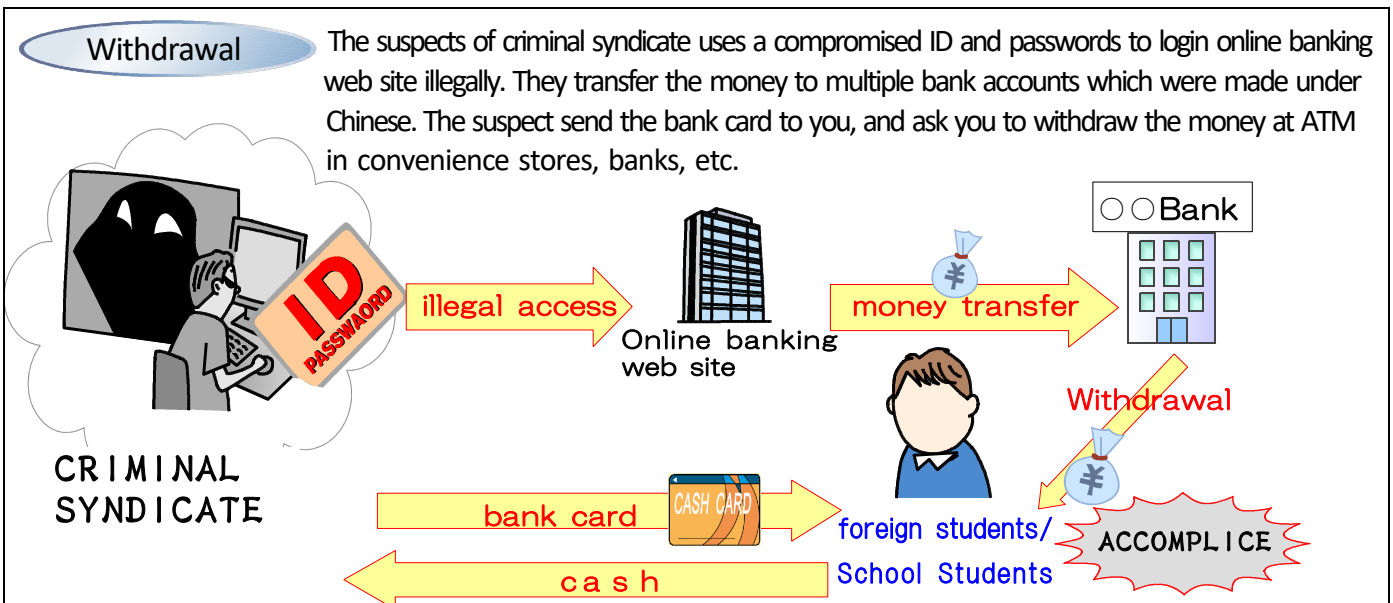 Withdrawal
The suspects of criminal syndicate uses a compromised ID and passwords to login online banking
web site illegally. They transfer the money to multiple bank accounts which were made under
Chinese. The suspect send the bank card to you, and ask you to withdraw the money at ATM
in convenience stores, banks, etc.
○○Bank
ID
PASSWAORD
illegal access
¥
money transfer
Online banking
web site
Withdrawal
¥
CRIMINAL
SYNDICATE
bank card
CASH CARD
foreign students/
School Students
ACCOMPLICE
cash